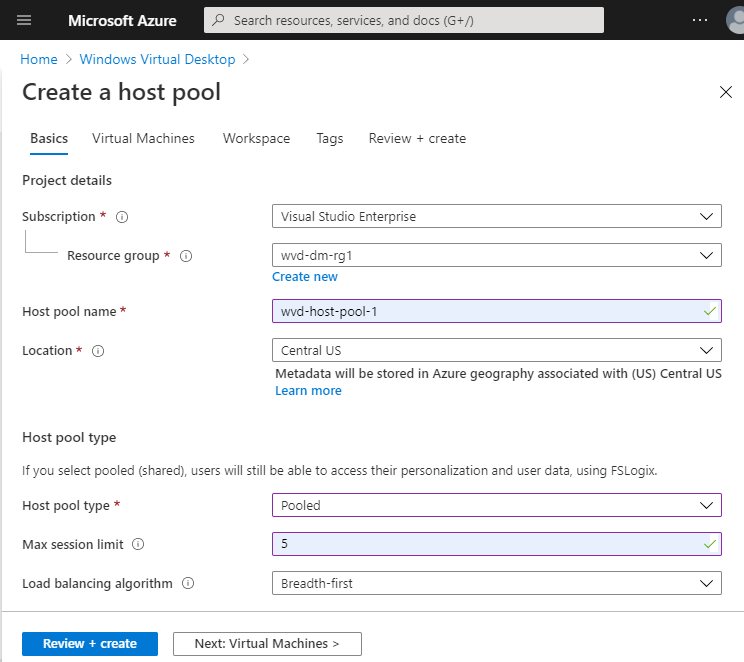 Microsoft Azure
Search resources, services, and docs (G+/)
Home > Windows Virtual Desktop >
Create a host pool
Basics Virtual Machines Workspace Tags Review + create
Project details
Subscription * Visual Studio Enterprise
Resource group * wvd-dm-rg1
Create new
Host pool name * wvd-host-pool-1
Location * Central US
Metadata will be stored in Azure geography associated with (US) Central US
Learn more
Host pool type
If you select pooled (shared), users will still be able to access their personalization and user data, using FSLogix.
Host pool type * Pooled
Max session limit 5
Load balancing algorithm Breadth-first
Review + create Next: Virtual Machines >